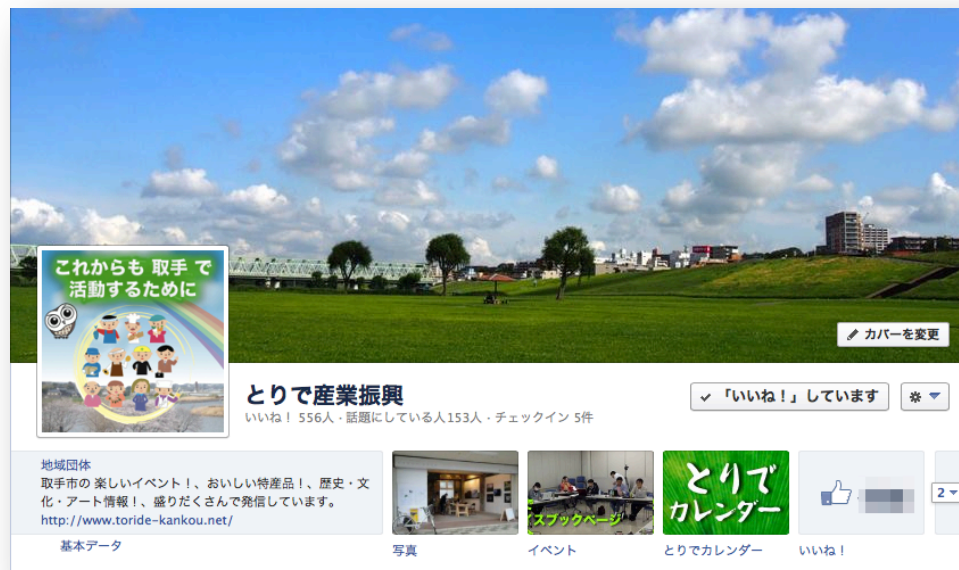 これからも 取手 で
活動するために
カバーを変更
とりで産業振興
「いいね！」しています
いいね！ 556人・話題にしている人153人・チェックイン 5件
地域団体
取手市の 楽しいイベント！、おいしい特産品！、歴史・文
化・アート情報！、盛りだくさんで発信しています。
http://www.toride-kankou.net/
基本データ
イスブックページ
とりで
カレンダー
2
写真
イベント
とりでカレンダー
いいね！